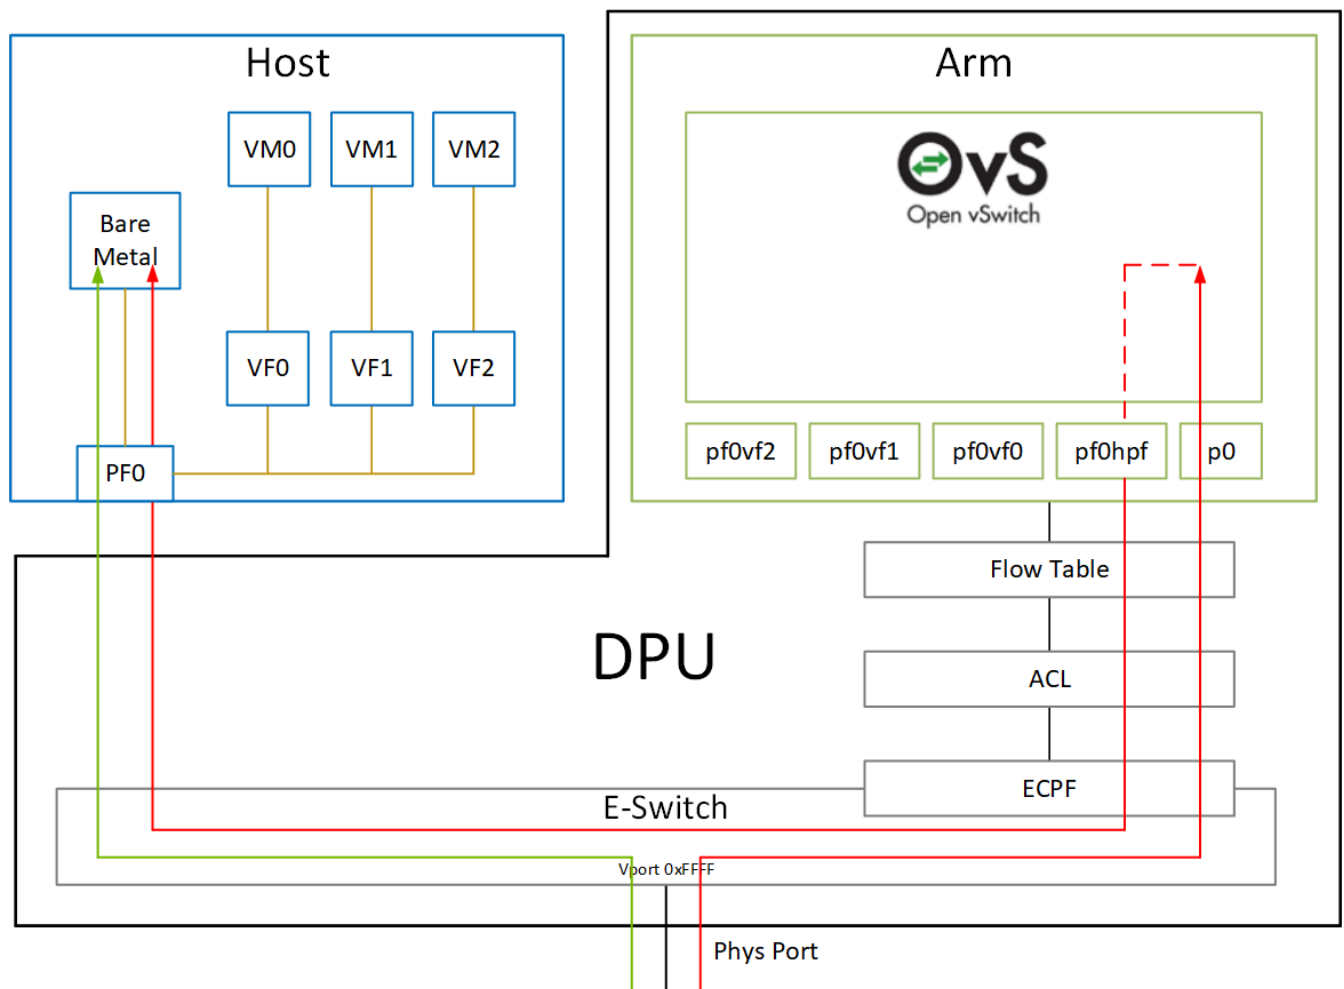 Host
VM0
VM1
VM2
Bare
Metal
VF0
VF1
VF2
PF0
Arm
OvS
Open vSwitch
pf0vf2
pf0vf1
pf0vf0
pf0hpf
p0
Flow Table
ACL
ECPF
DPU
E-Switch
Vport 0xFFFF
Phys Port